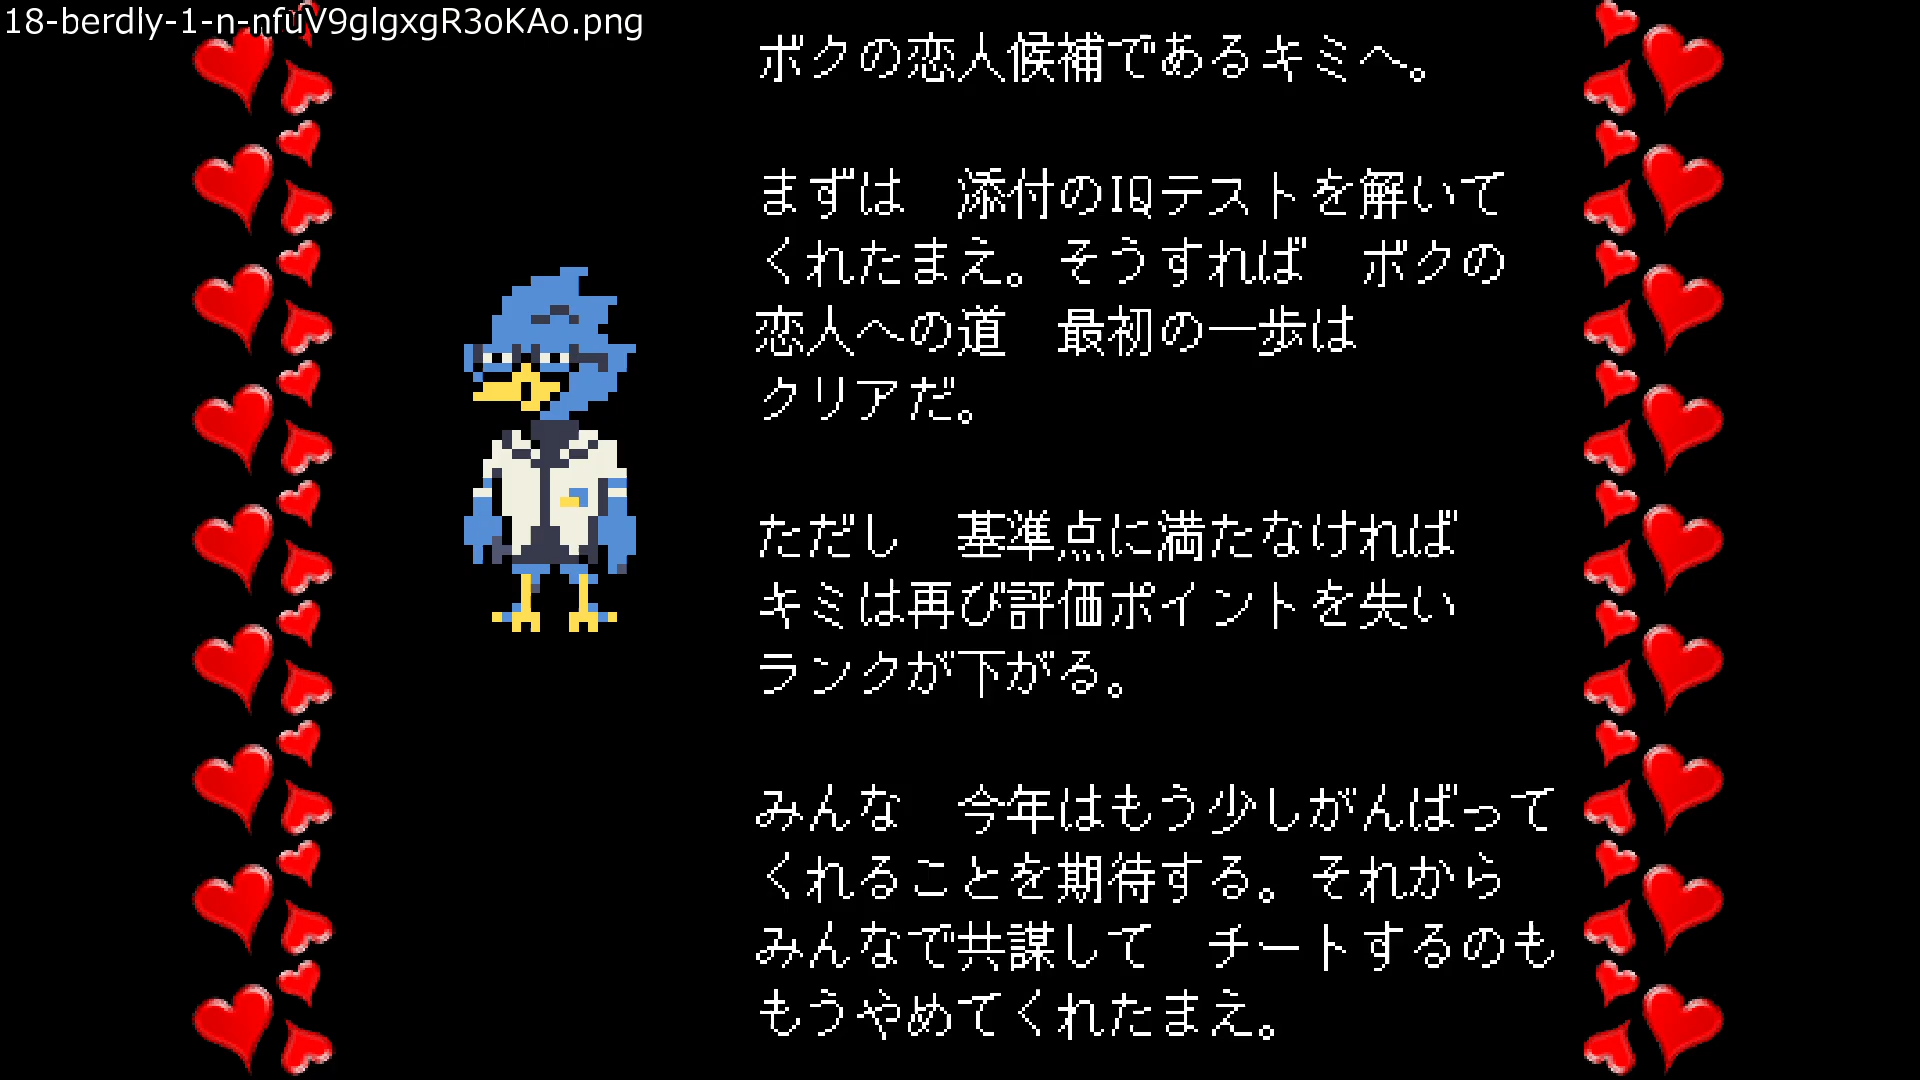 18-berdly-1-n-nfuV9glgxgR3oKAo.png
ボクの恋人候補であるキミへ。
まずは　添付のIQテストを解いて
くれたまえ。そうすれば　ボクの
恋人への道　最初の一歩は
クリアだ。
ただし　基準点に満たなければ
キミは再び評価ポイントを失い
ランクが下がる。
みんな　今年はもう少しがんばって
くれることを期待する。それから
みんなで共謀して　チートするのも
もうやめてくれたまえ。